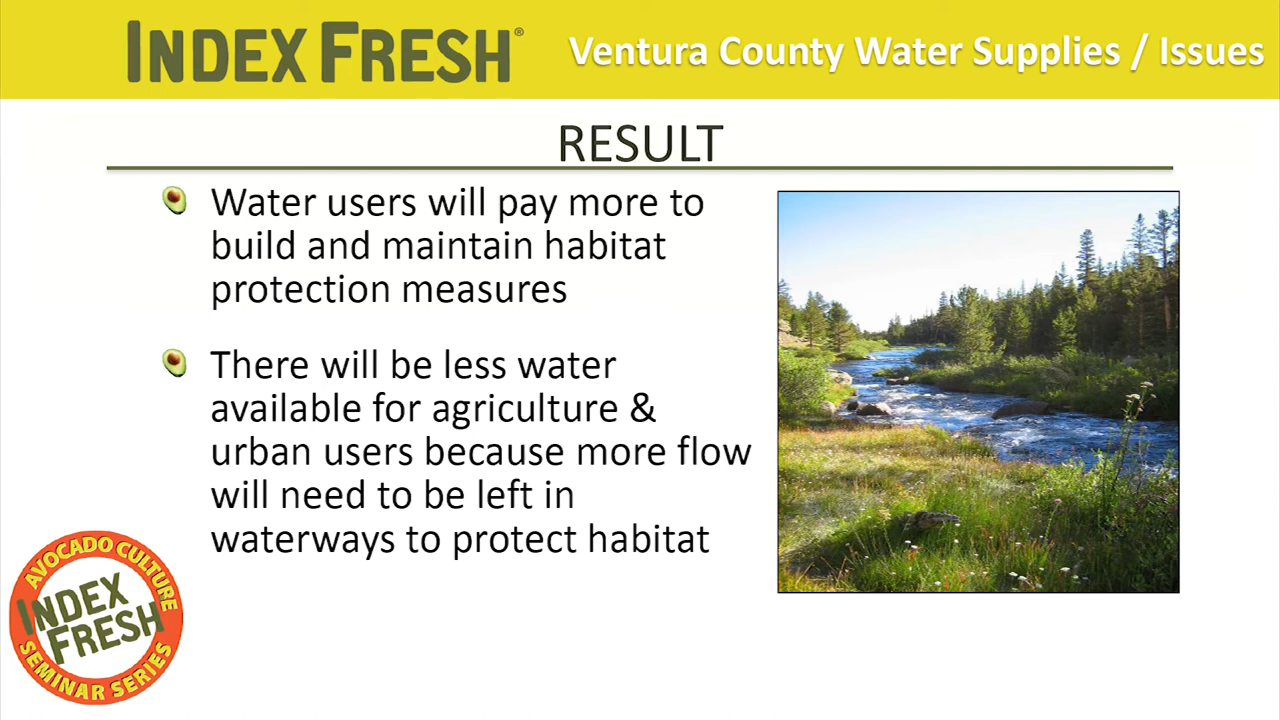 INDEX FRESH®
Ventura County Water Supplies / Issues
RESULT
Water users will pay more to
build and maintain habitat
protection measures
There will be less water
available for agriculture &
urban users because more flow
will need to be left in
waterways to protect habitat
AVOCADO CULTURE
INDEX
FRESH
SEMINAR SERIES